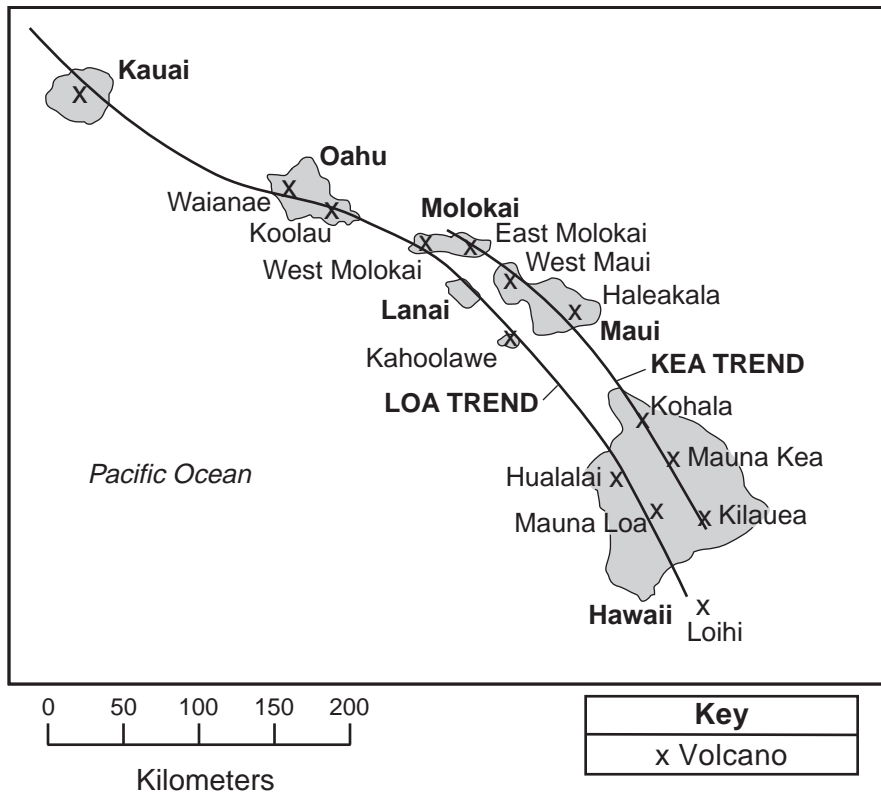 Kauai
Oahu
Waianae
Koolau
Molokai
East Molokai
West Molokai
West Maui
Haleakala
Lanai
Maui
Kahoolawe
KEA TREND
LOA TREND
Kohala
Pacific Ocean
Hualalai
Mauna Kea
Mauna Loa
Kilauea
Hawaii
Loihi
0 50 100 150 200
Kilometers
Key
x Volcano